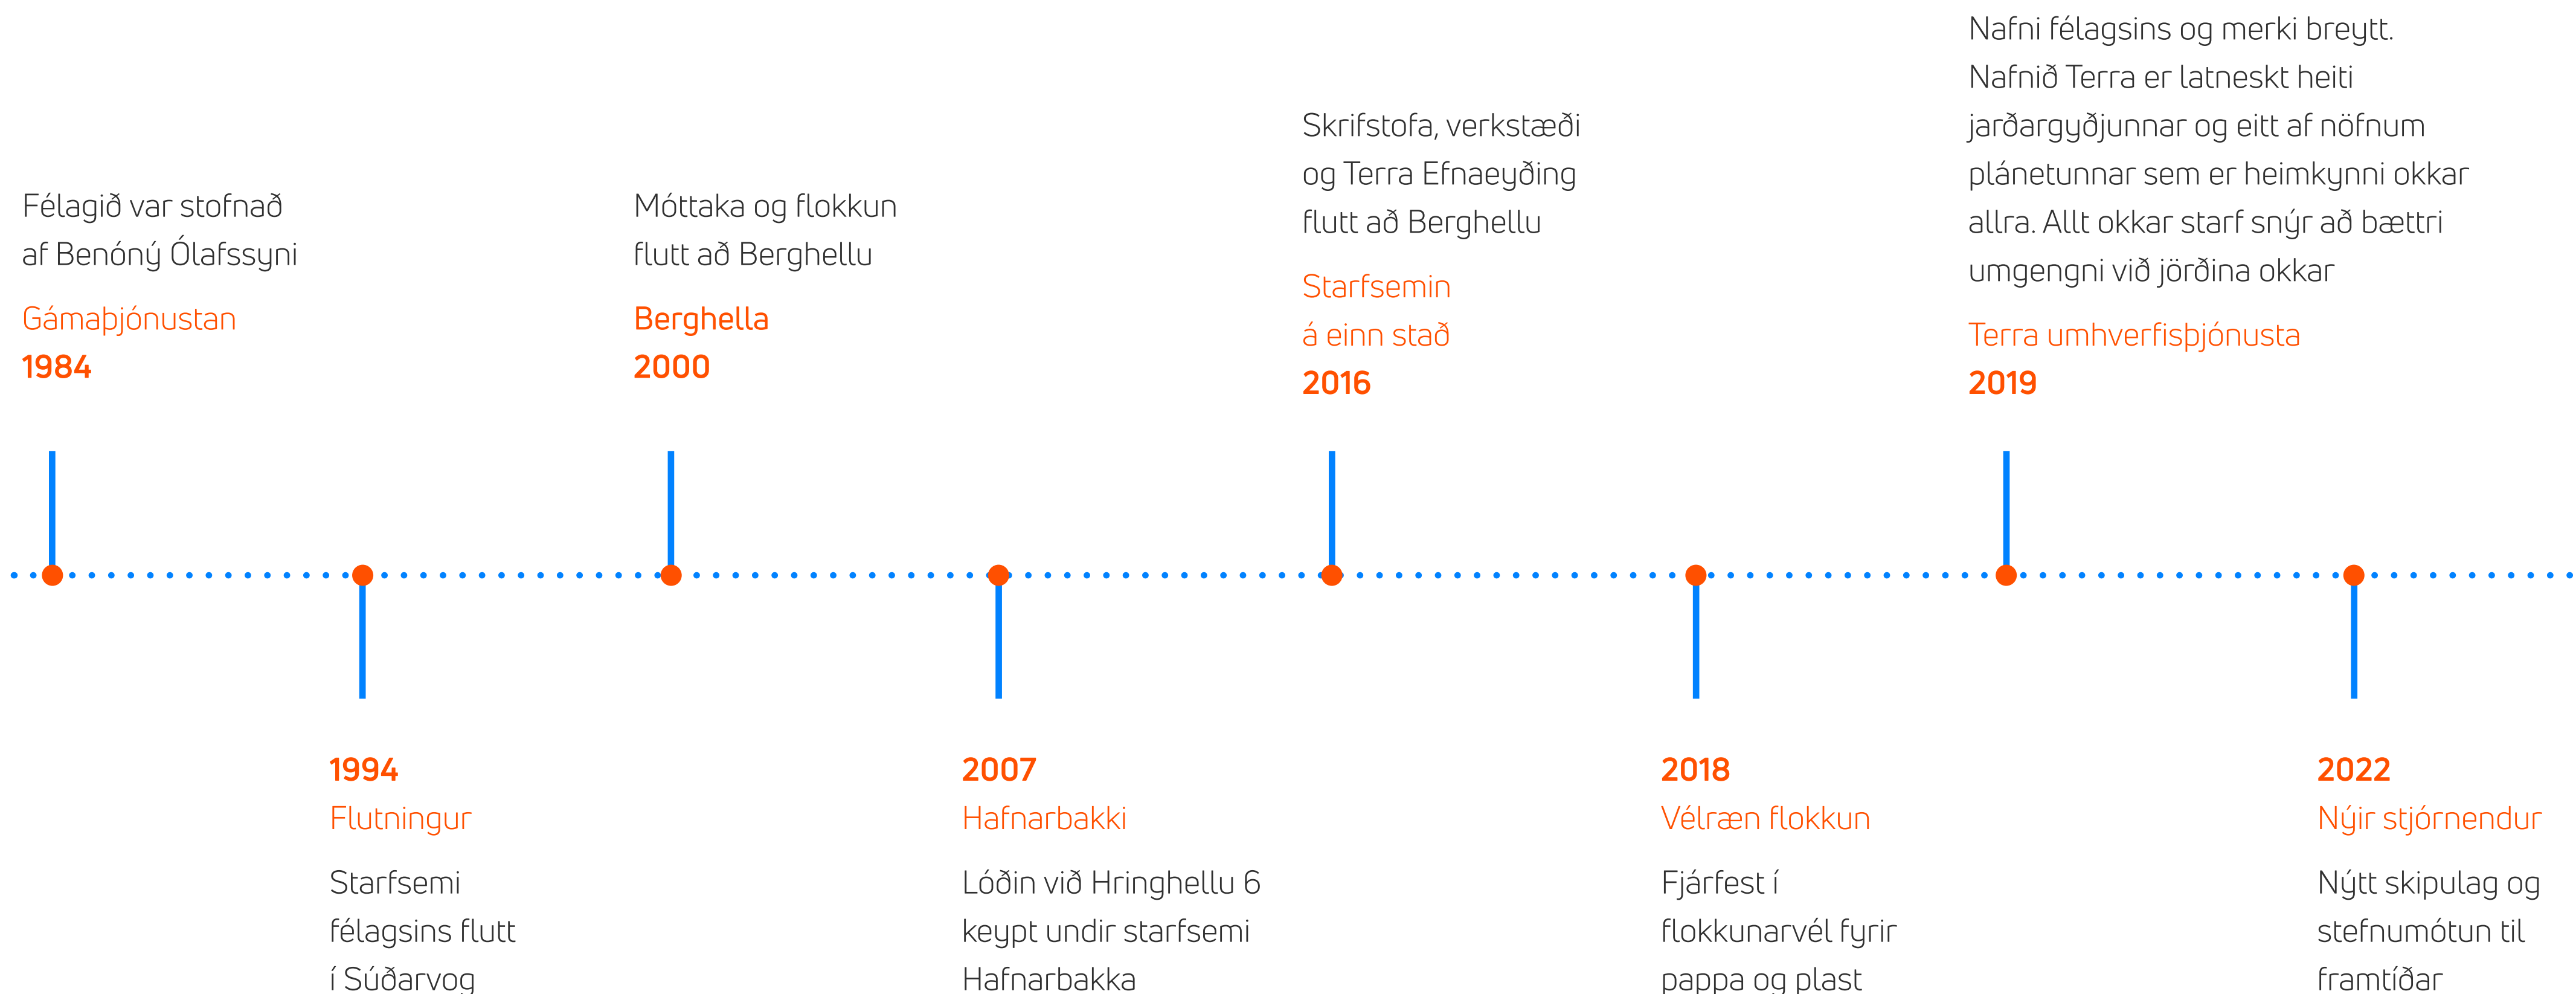 Félagið var stofnað
af Benóný Ólafssyni
Gámaþjónustan
1984
1994
Flutningur
Starfsemi
félagsins flutt
í Súðarvog
Móttaka og flokkun
flutt að Berghellu
Berghella
2000
2007
Hafnarbakki
Lóðin við Hringhellu 6
keypt undir starfsemi
Hafnarbakka
Skrifstofa, verkstæði
og Terra Efnaeyðing
flutt að Berghellu
Starfsemin
á einn stað
2016
2018
Vélræn flokkun
Fjárfest í
flokkunarvél fyrir
pappa og plast
Nafni félagsins og merki breytt.
Nafnið Terra er latneskt heiti
jarðargyðjunnar og eitt af nöfnum
plánetunnar sem er heimkynni okkar
allra. Allt okkar starf snýr að bættri
umgengni við jörðina okkar
Terra umhverfisþjónusta
2019
2022
Nýir stjórnendur
Nýtt skipulag og
stefnumótun til
framtíðar